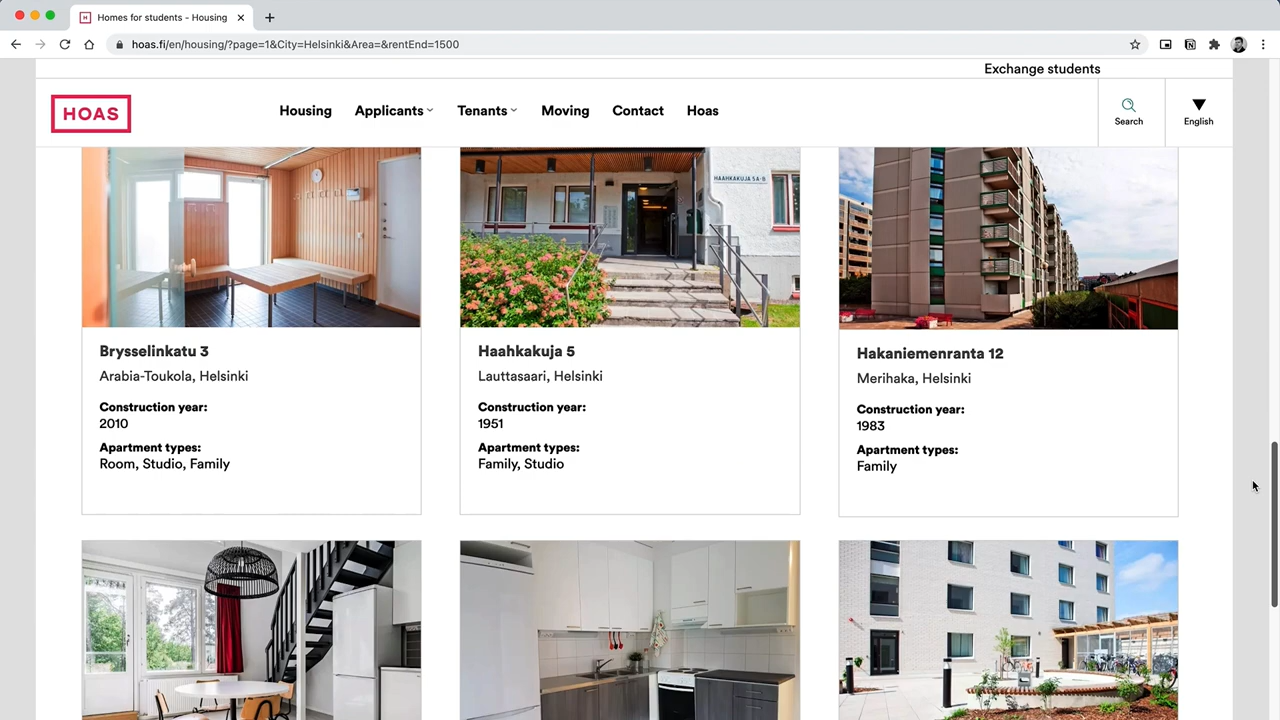 Homes for students - Housing
hoas.fi/en/housing/?page=1&City=Helsinki&Area=&rentEnd=1500
Exchange students
HOAS
Housing
Applicants
Tenants
Moving
Contact
Hoas
Search
English
HAAHKAKUJA 5 A-B
Brysselinkatu 3
Arabia-Toukola, Helsinki
Construction year:
2010
Apartment types:
Room, Studio, Family
Haahkakuja 5
Lauttasaari, Helsinki
Construction year:
1951
Apartment types:
Family, Studio
Hakaniemenranta 12
Merihaka, Helsinki
Construction year:
1983
Apartment types:
Family